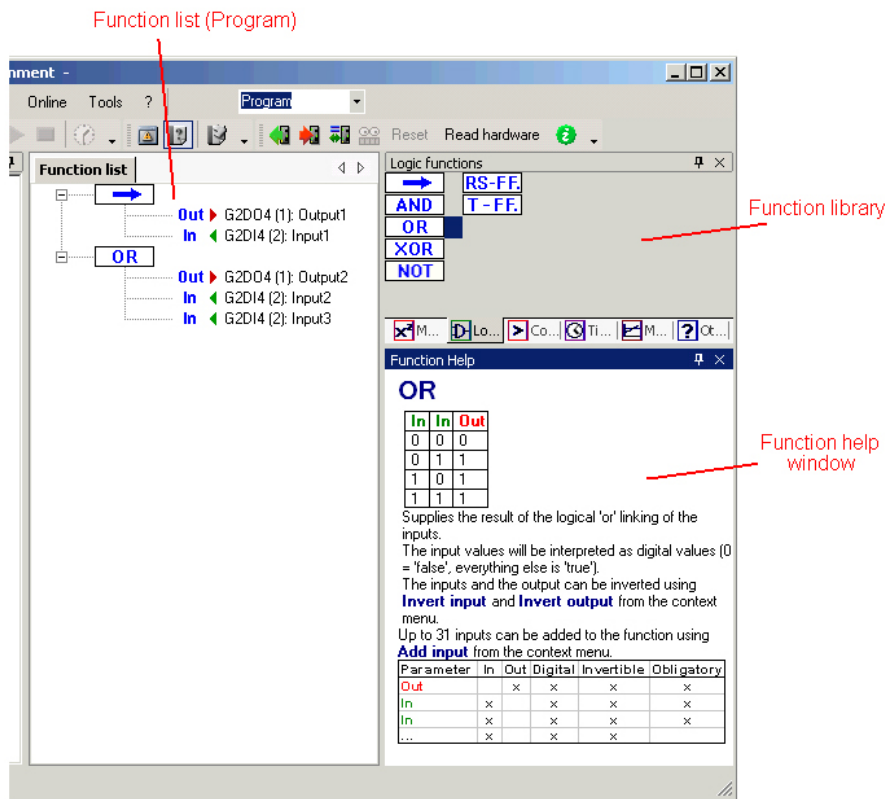 Function list (Program)
nment -
Online Tools ? Program
Reset Read hardware
Function list
Out G2DO4 (1): Output1
In G2DI4 (2): Input1
OR
Out G2DO4 (1): Output2
In G2DI4 (2): Input2
In G2DI4 (2): Input3
Logic functions
RS-FF.
AND T-FF.
OR
XOR
NOT
Function library
M... Lo... Co... Ti... M... ? Ot...
Function Help
OR
In In Out
0 0 0
0 1 1
1 0 1
1 1 1
Function help
window
Supplies the result of the logical 'or' linking of the
inputs.
The input values will be interpreted as digital values (0
= 'false', everything else is 'true').
The inputs and the output can be inverted using
Invert input and Invert output from the context
menu.
Up to 31 inputs can be added to the function using
Add input from the context menu.
Parameter In Out Digital Invertible Obligatory
Out x x x x
In x x x x
In x x x x
... x x x